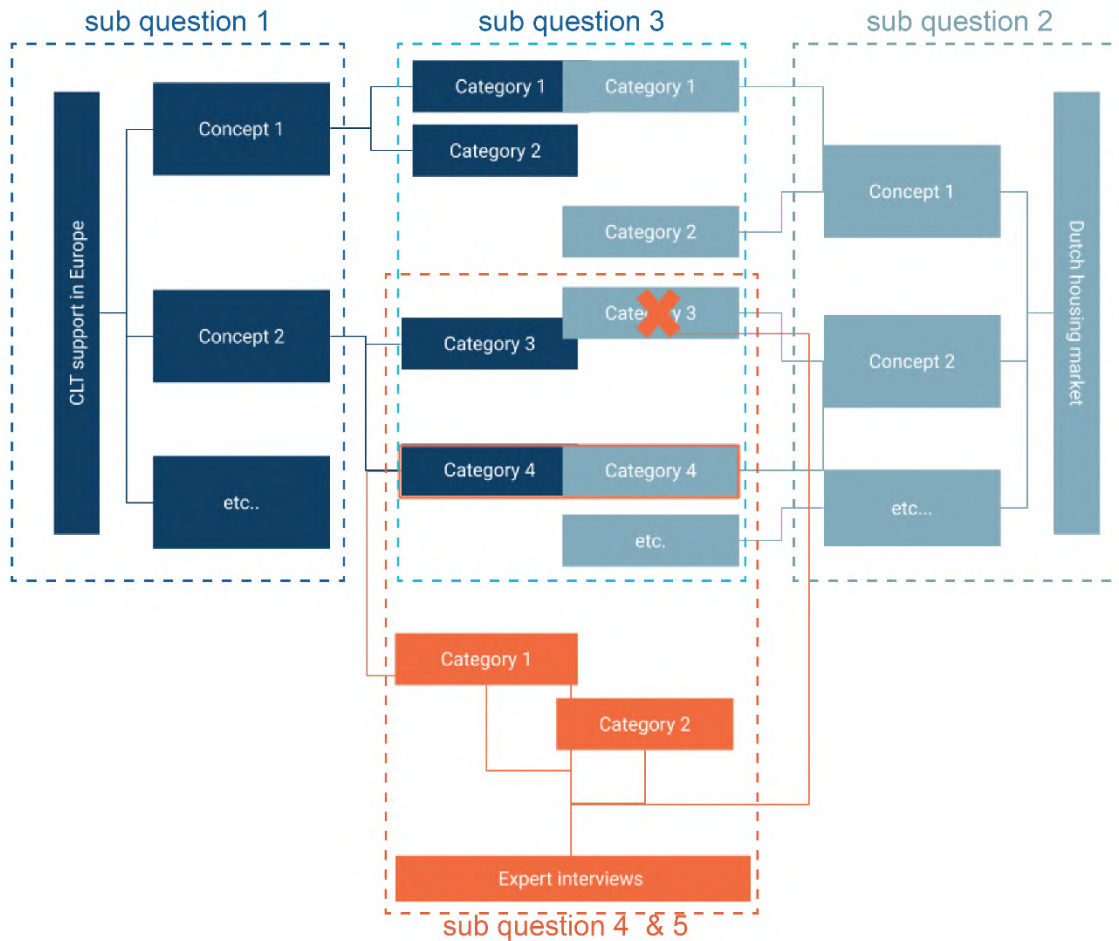 sub question 1
sub question 3
sub question 2
CLT support in Europe
Concept 1
Concept 2
etc..
Category 1
Category 1
Category 2
Category 2
Category 3
Category 3
Category 4
Category 4
etc.
Concept 1
Concept 2
etc...
Dutch housing market
Category 1
Category 2
Expert interviews
sub question 4 & 5